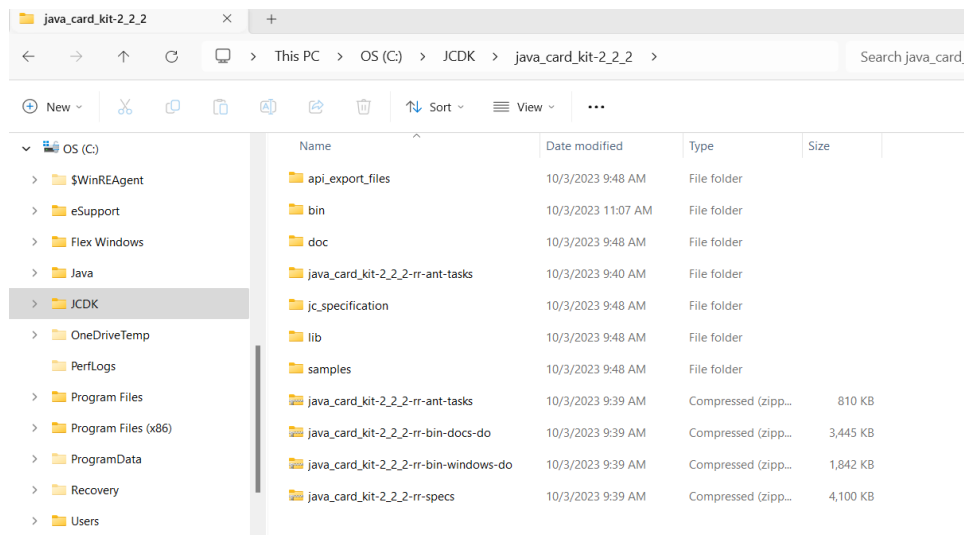 java_card_kit-2_2_2
This PC > OS (C:) > JCDK > java_card_kit-2_2_2 >
Search java_card_
New
Sort
View
Name Date modified Type Size
OS (C:)
$WinREAgent
eSupport
Flex Windows
Java
JCDK
OneDriveTemp
PerfLogs
Program Files
Program Files (x86)
ProgramData
Recovery
Users
api_export_files 10/3/2023 9:48 AM File folder
bin 10/3/2023 11:07 AM File folder
doc 10/3/2023 9:48 AM File folder
java_card_kit-2_2_2-rr-ant-tasks 10/3/2023 9:40 AM File folder
jc_specification 10/3/2023 9:48 AM File folder
lib 10/3/2023 9:48 AM File folder
samples 10/3/2023 9:48 AM File folder
java_card_kit-2_2_2-rr-ant-tasks 10/3/2023 9:39 AM Compressed (zipp... 810 KB
java_card_kit-2_2_2-rr-bin-docs-do 10/3/2023 9:39 AM Compressed (zipp... 3,445 KB
java_card_kit-2_2_2-rr-bin-windows-do 10/3/2023 9:39 AM Compressed (zipp... 1,842 KB
java_card_kit-2_2_2-rr-specs 10/3/2023 9:39 AM Compressed (zipp... 4,100 KB